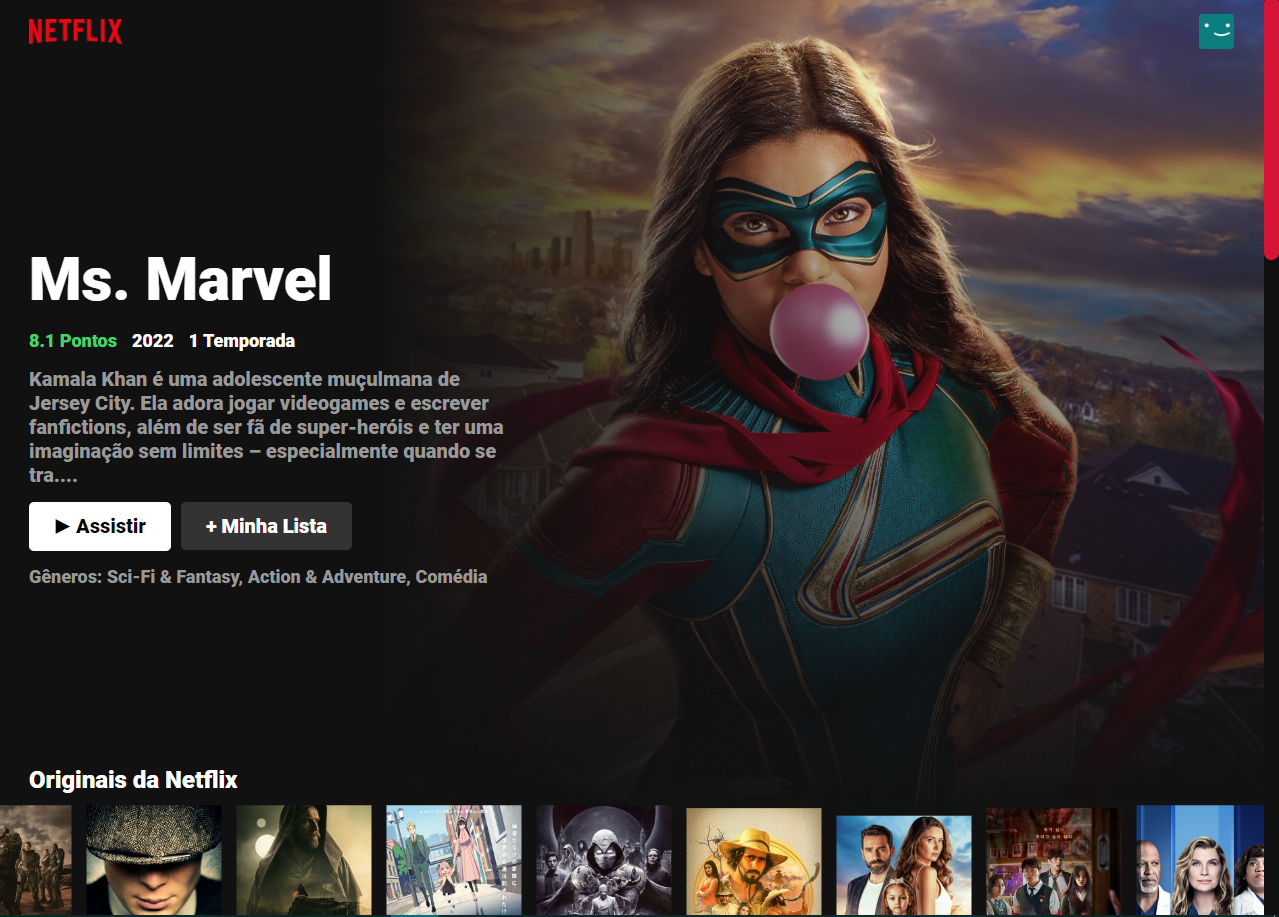 NETFLIX
Ms. Marvel
8.1 Pontos 2022 1 Temporada
Kamala Khan é uma adolescente muçulmana de
Jersey City. Ela adora jogar videogames e escrever
fanfictions, além de ser fã de super-heróis e ter uma
imaginação sem limites – especialmente quando se
tra....
► Assistir
+ Minha Lista
Gêneros: Sci-Fi & Fantasy, Action & Adventure, Comédia
Originais da Netflix